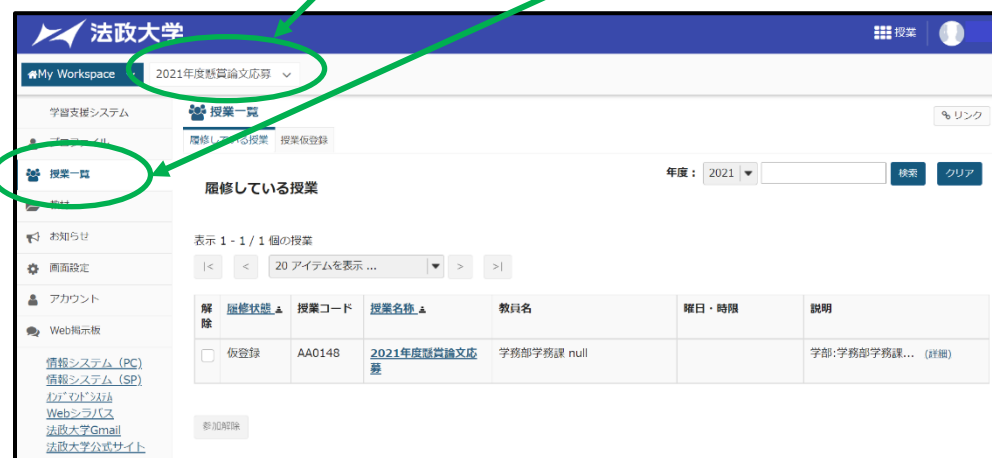 法政大学
授業
My Workspace
2021年度懸賞論文応募
学習支援システム
プロファイル
授業一覧
教材
お知らせ
画面設定
アカウント
Web掲示板
情報システム（PC）
情報システム（SP）
ｵﾝﾃﾞﾏﾝﾄﾞｼｽﾃﾑ
Webシラバス
法政大学Gmail
法政大学公式サイト
授業一覧
リンク
履修している授業 授業仮登録
年度： 2021 検索 クリア
履修している授業
表示 1 - 1 / 1 個の授業
|< < 20 アイテムを表示 ... > >|
解除 履修状態 授業コード 授業名称 教員名 曜日・時限 説明
仮登録 AA0148 2021年度懸賞論文応募 学務部学務課 null 学部:学務部学務課... (詳細)
参加解除